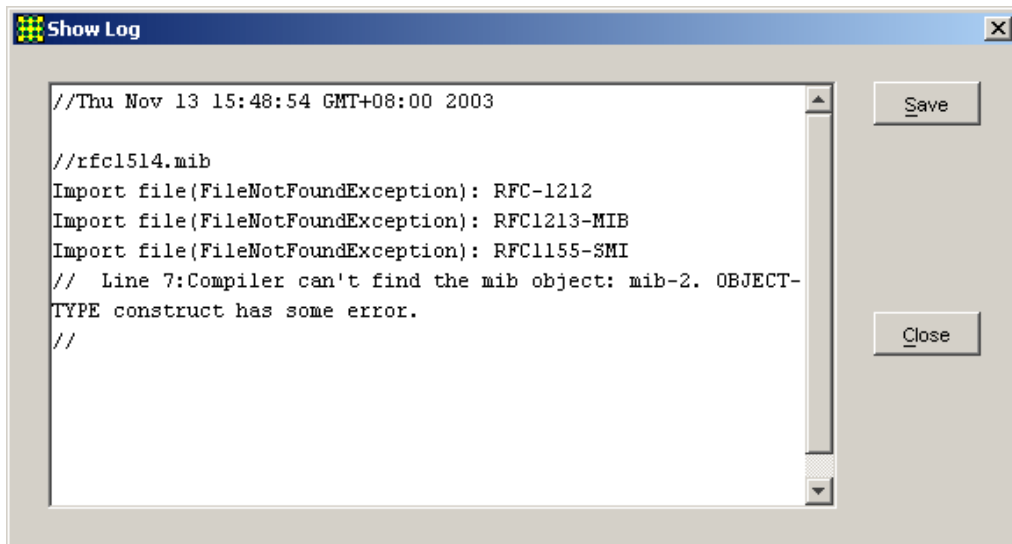 Show Log
//Thu Nov 13 15:48:54 GMT+08:00 2003
//rfc1514.mib
Import file(FileNotFoundException): RFC-1212
Import file(FileNotFoundException): RFC1213-MIB
Import file(FileNotFoundException): RFC1155-SMI
//  Line 7:Compiler can't find the mib object: mib-2. OBJECT-
TYPE construct has some error.
//
Save
Close